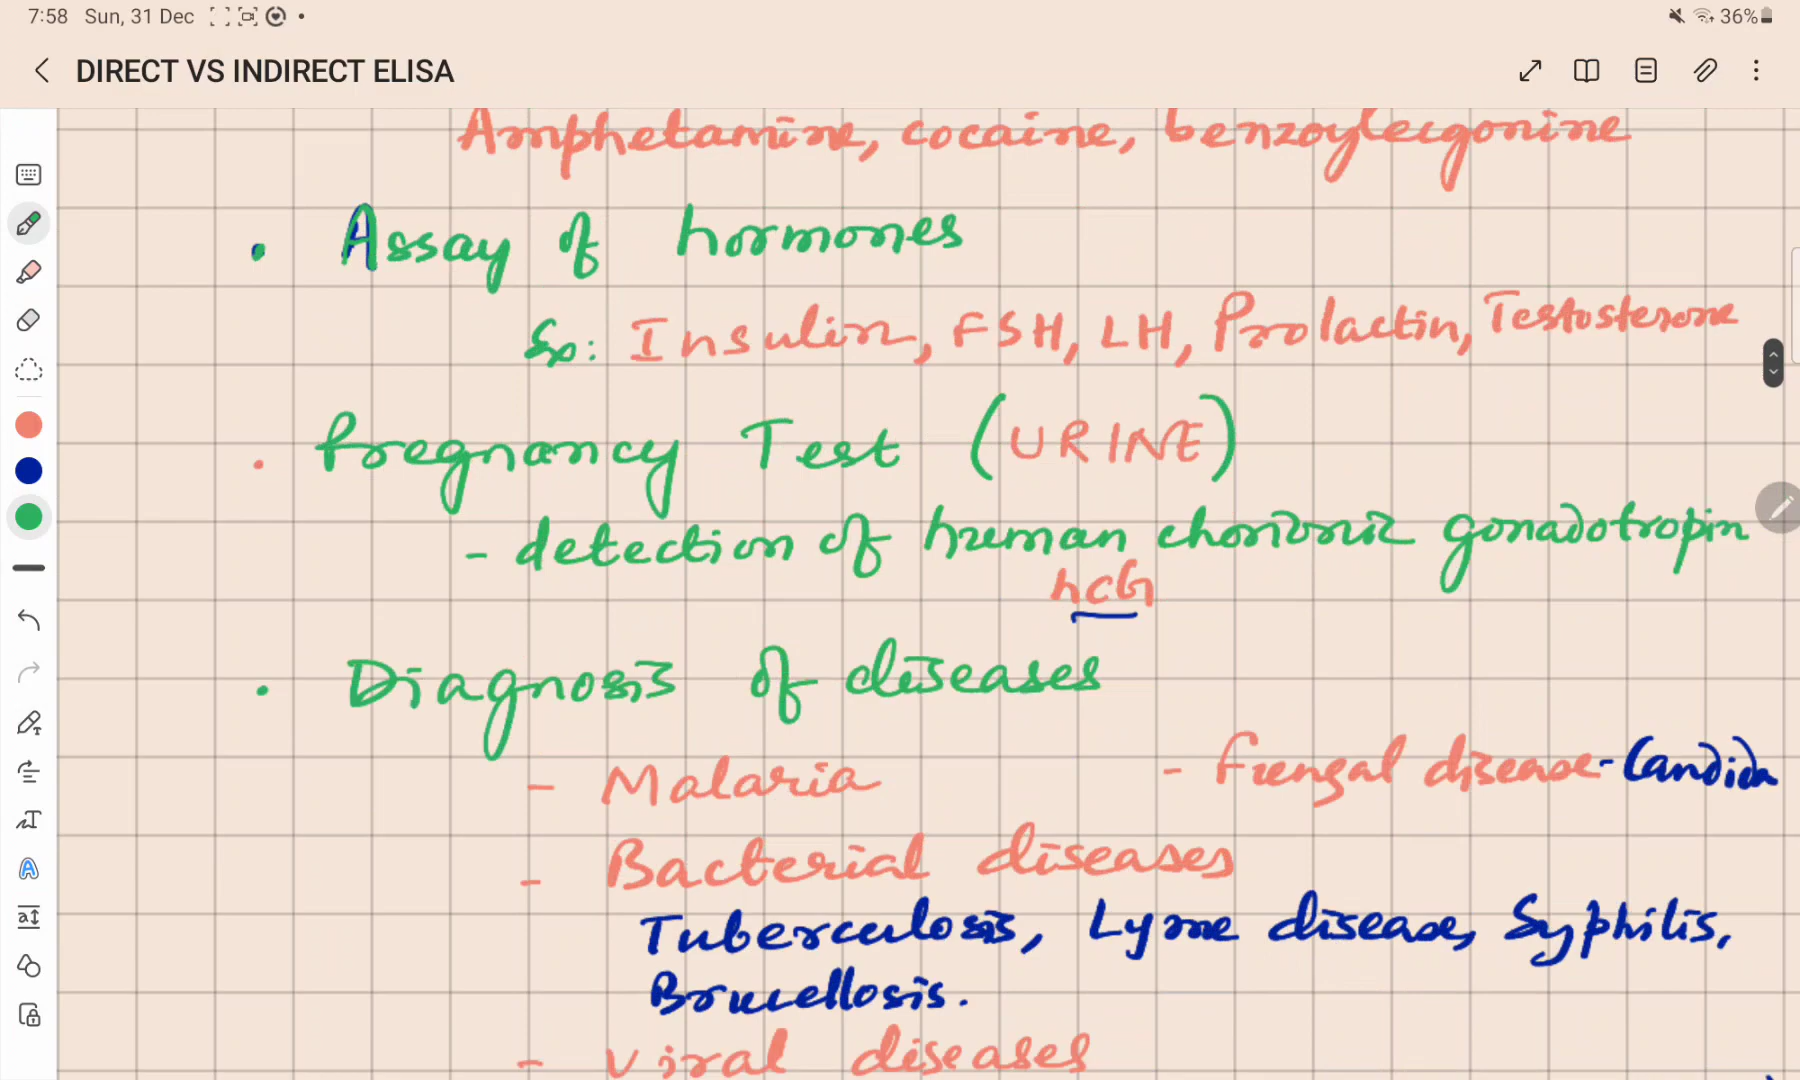 7:58 Sun, 31 Dec 36%
DIRECT VS INDIRECT ELISA
Amphetamine, cocaine, benzoylecgonine
• Assay of hormones
Ex: Insulin, FSH, LH, Prolactin, Testosterone
• Pregnancy Test (URINE)
- detection of human chorionic gonadotropin
hCG
• Diagnosis of diseases
- Malaria - Fungal disease - Candida
- Bacterial diseases
Tuberculosis, Lyme disease, Syphilis,
Brucellosis.
- Viral diseases